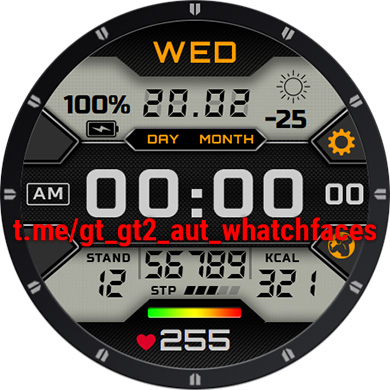 WED
100% 20.02 -25
DAY MONTH
AM 00:00 00
t.me/gt_gt2_aut_whatchfaces
STAND 56789 KCAL
12 STP 321
255